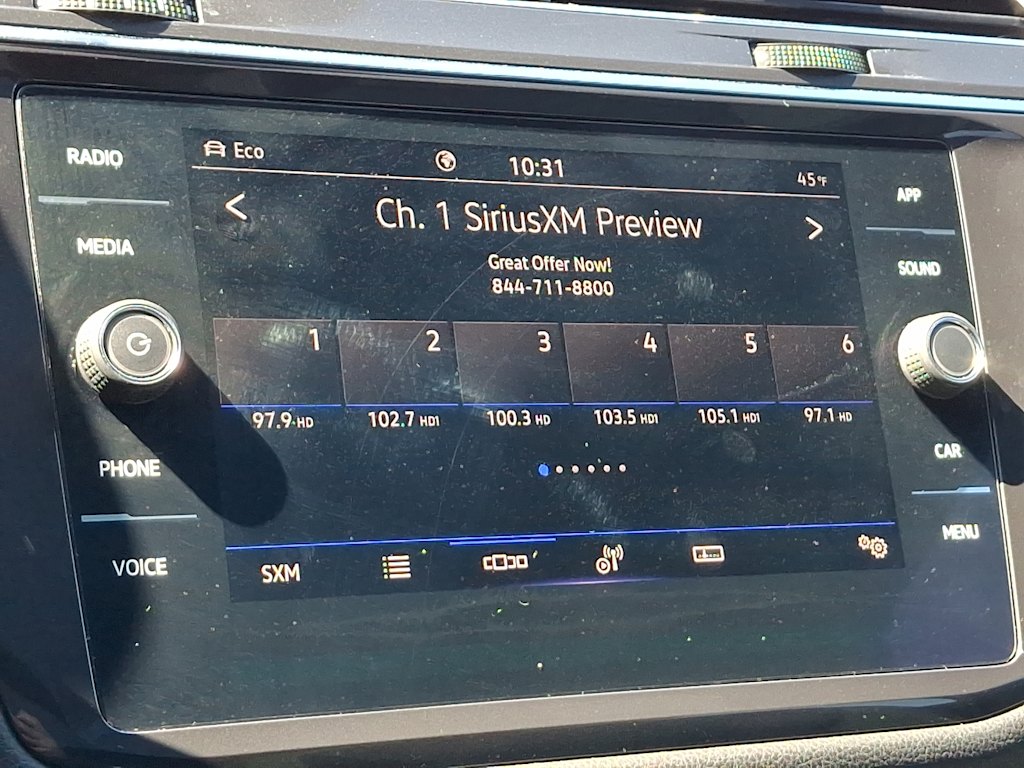 RADIO
MEDIA
PHONE
VOICE
Eco
10:31
45°F
< Ch. 1 SiriusXM Preview >
Great Offer Now!
844-711-8800
1 2 3 4 5 6
97.9 HD 102.7 HD1 100.3 HD 103.5 HD1 105.1 HD1 97.1 HD
SXM
APP
SOUND
CAR
MENU